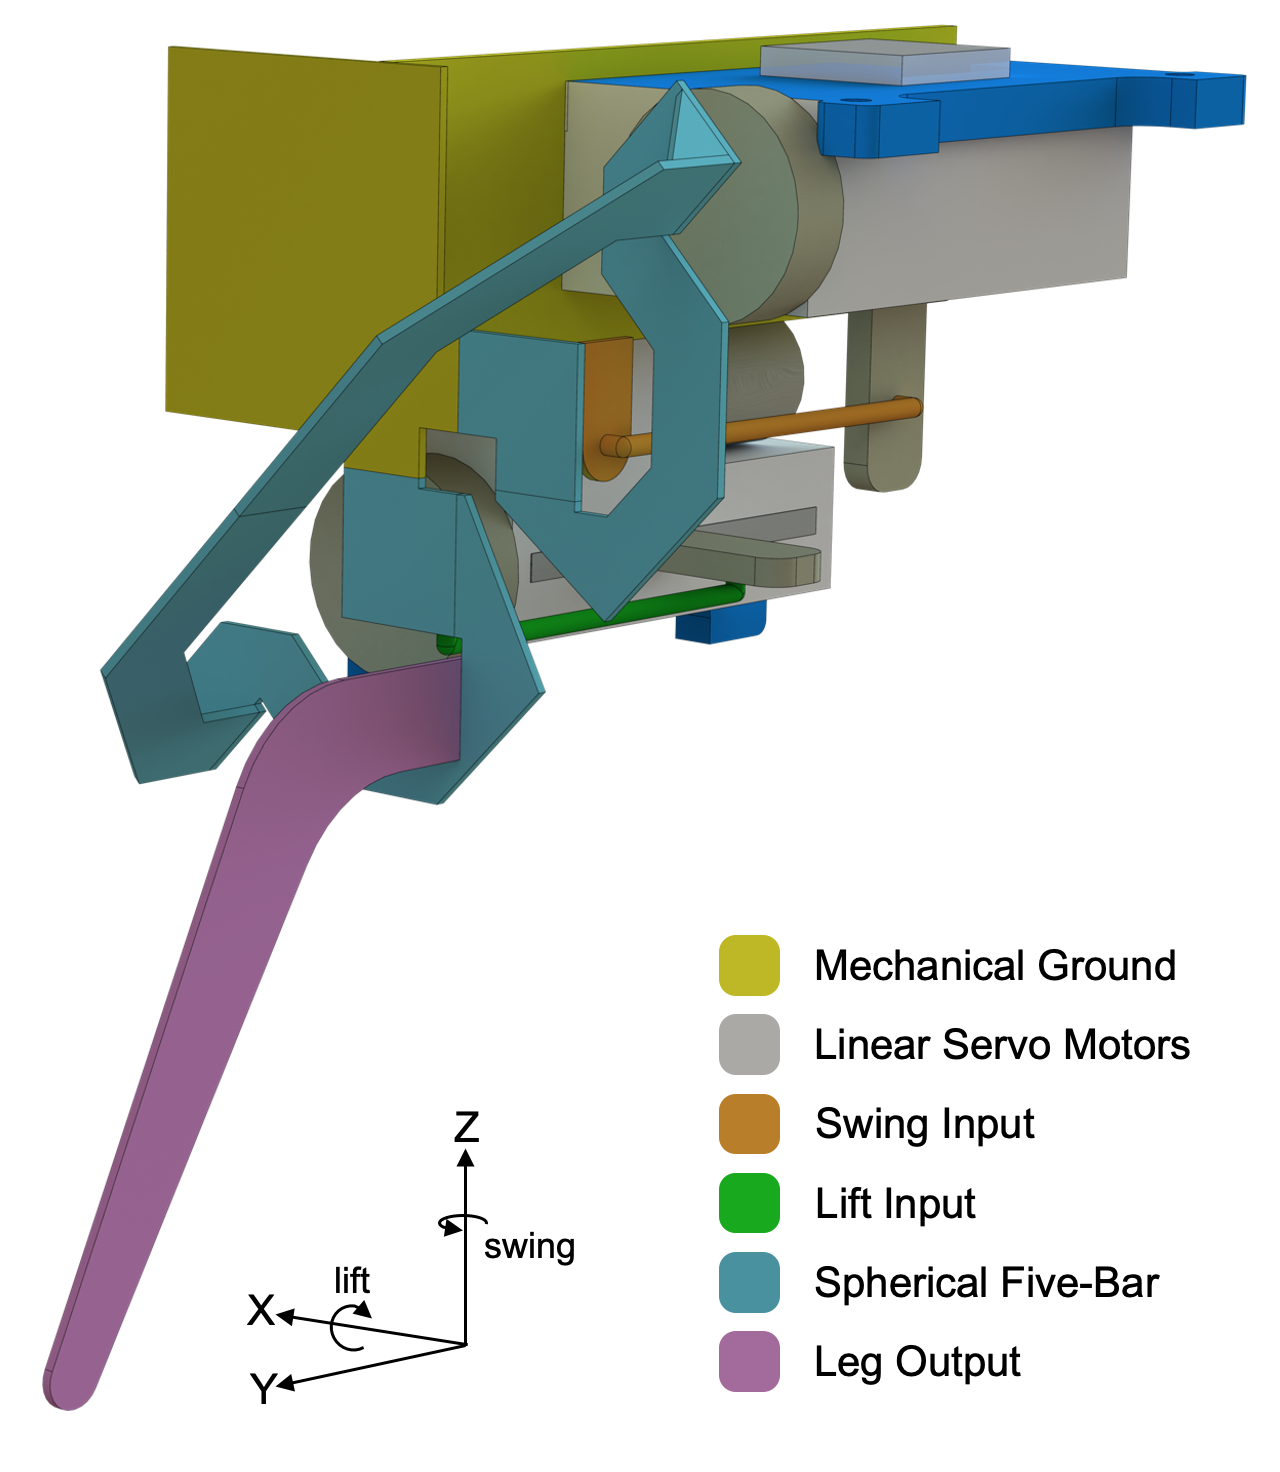 Mechanical Ground
Linear Servo Motors
Swing Input
Lift Input
Spherical Five-Bar
Leg Output
Z
swing
lift
X
Y